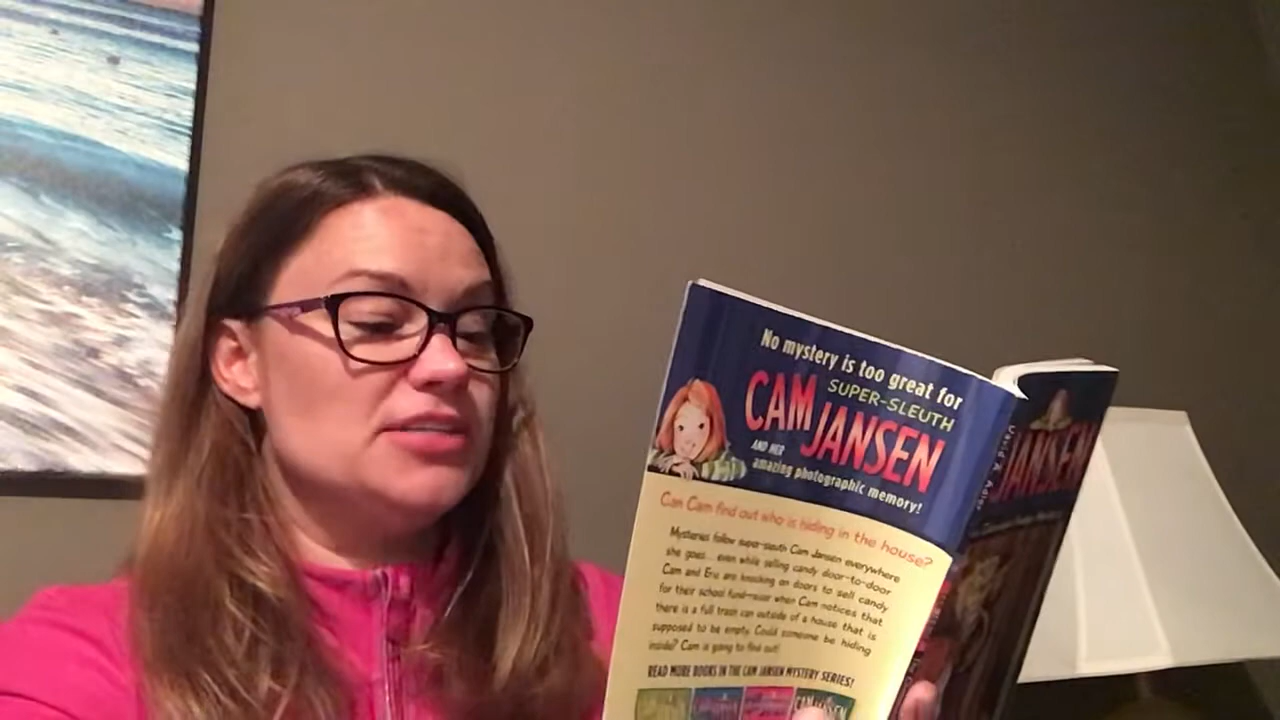 No mystery is too great for
SUPER-SLEUTH
CAM JANSEN
AND HER
amazing photographic memory!
Can Cam find out who is hiding in the house?
Mysteries follow super-sleuth Cam Jansen everywhere
she goes... even while selling candy door-to-door
Cam and Eric are knocking on doors to sell candy
for their school fund-raiser when Cam notices that
there is a full trash can outside of a house that is
supposed to be empty. Could someone be hiding
inside? Cam is going to find out!
READ MORE BOOKS IN THE CAM JANSEN MYSTERY SERIES!
David A. Adler
JANSEN